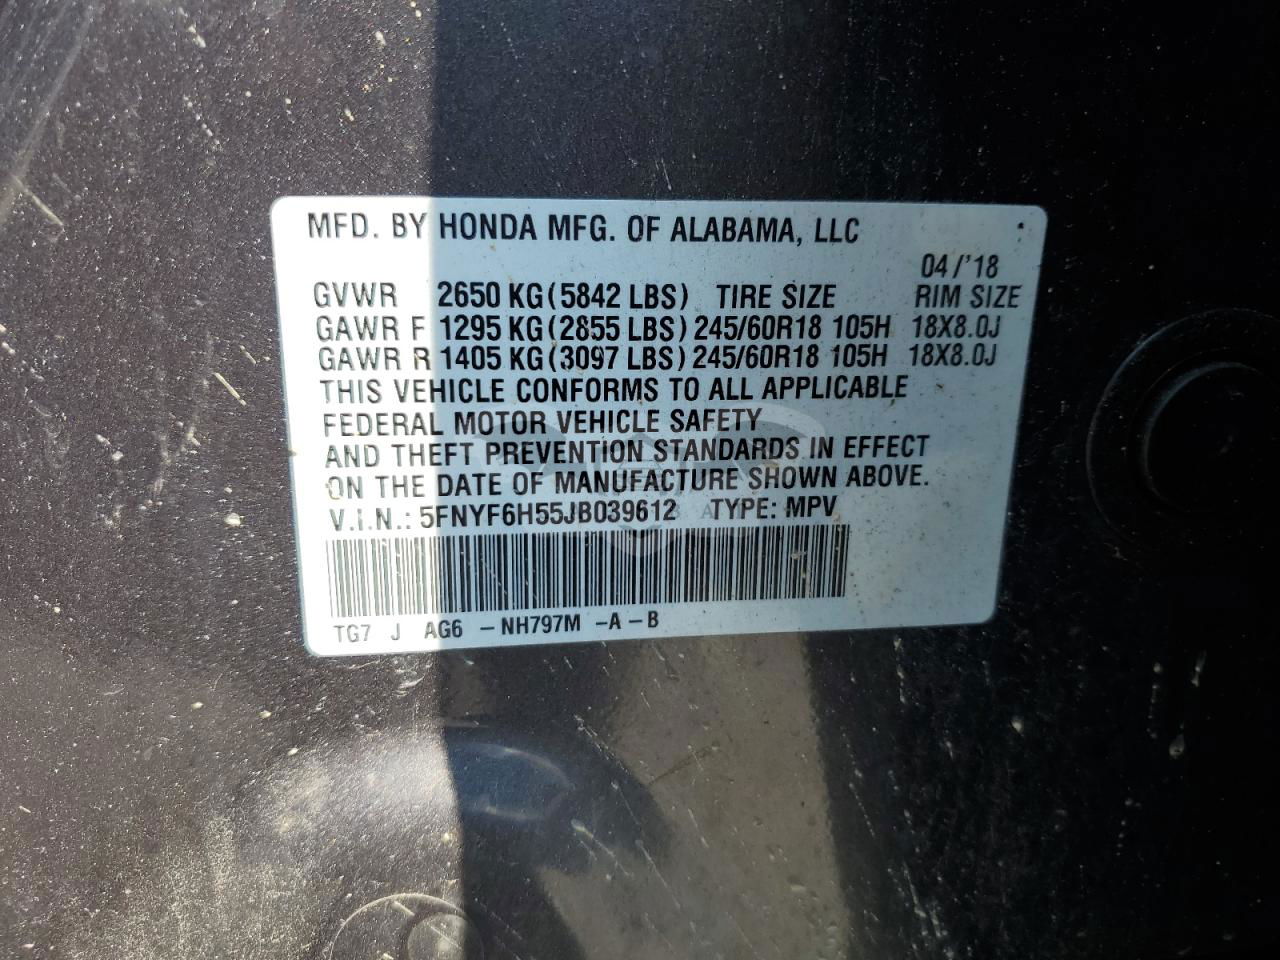 MFD. BY HONDA MFG. OF ALABAMA, LLC
04/'18
GVWR 2650 KG (5842 LBS) TIRE SIZE RIM SIZE
GAWR F 1295 KG (2855 LBS) 245/60R18 105H 18X8.0J
GAWR R 1405 KG (3097 LBS) 245/60R18 105H 18X8.0J
THIS VEHICLE CONFORMS TO ALL APPLICABLE
FEDERAL MOTOR VEHICLE SAFETY
AND THEFT PREVENTION STANDARDS IN EFFECT
ON THE DATE OF MANUFACTURE SHOWN ABOVE.
V.I.N.: 5FNYF6H55JB039612 TYPE: MPV
TG7 J AG6 -NH797M -A-B